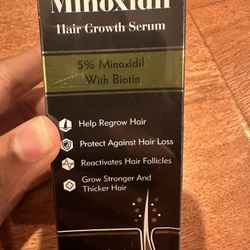 Minoxidil
Hair Growth Serum
5% Minoxidil
With Biotin
Help Regrow Hair
Protect Against Hair Loss
Reactivates Hair Follicles
Grow Stronger And
Thicker Hair